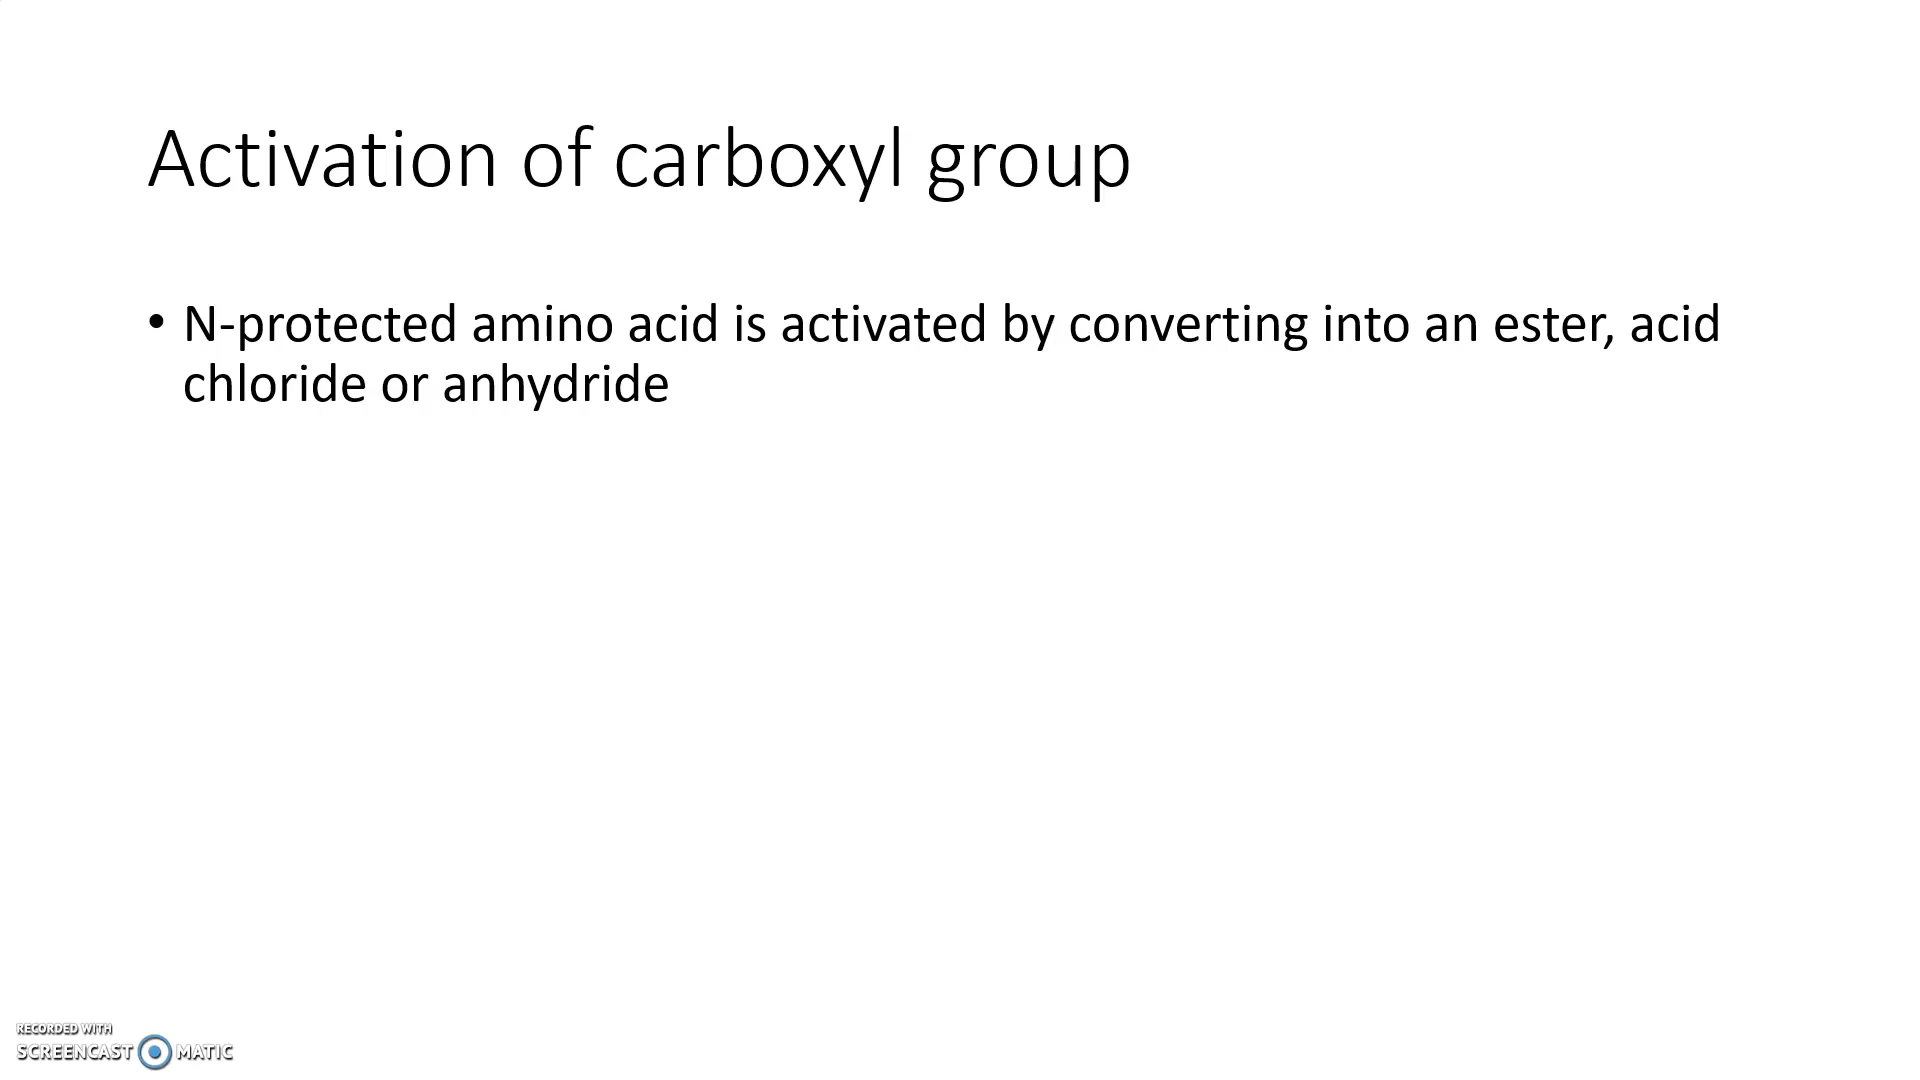 Activation of carboxyl group
• N-protected amino acid is activated by converting into an ester, acid
chloride or anhydride
RECORDED WITH
SCREENCAST MATIC